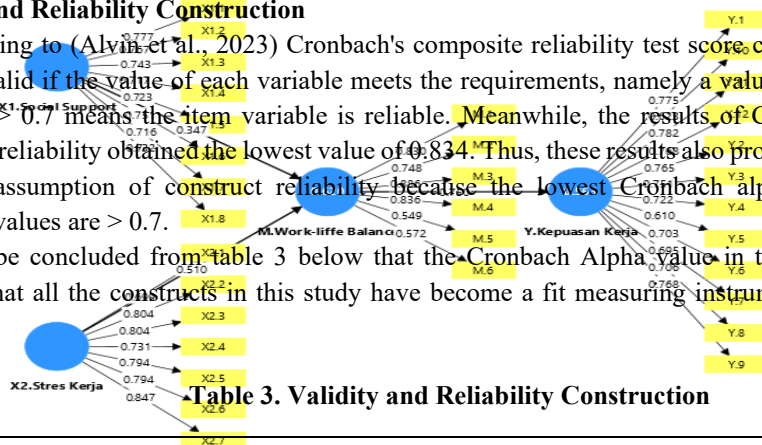 nd Reliability Construction
ing to (Alvin et al., 2023) Cronbach's composite reliability test score c
alid if the value of each variable meets the requirements, namely a valu
> 0.7 means the item variable is reliable. Meanwhile, the results of C
reliability obtained the lowest value of 0.834. Thus, these results also pro
assumption of construct reliability because the lowest Cronbach alp
values are > 0.7.
be concluded from table 3 below that the Cronbach Alpha value in t
hat all the constructs in this study have become a fit measuring instrum
Table 3. Validity and Reliability Construction
X1.Social Support
0.777
0.743
0.723
0.716
X1.2
X1.3
X1.4
X1.8
0.347
0.510
X2.Stres Kerja
0.804
0.804
0.731
0.794
0.794
0.847
X2.2
X2.3
X2.4
X2.5
X2.6
X2.7
M.Work-liffe Balanc
0.748
0.836
0.549
0.572
M.3
M.4
M.5
M.6
Y.Kepuasan Kerja
0.775
0.782
0.765
0.722
0.610
0.703
0.706
0.768
Y.1
Y.3
Y.4
Y.5
Y.6
Y.8
Y.9